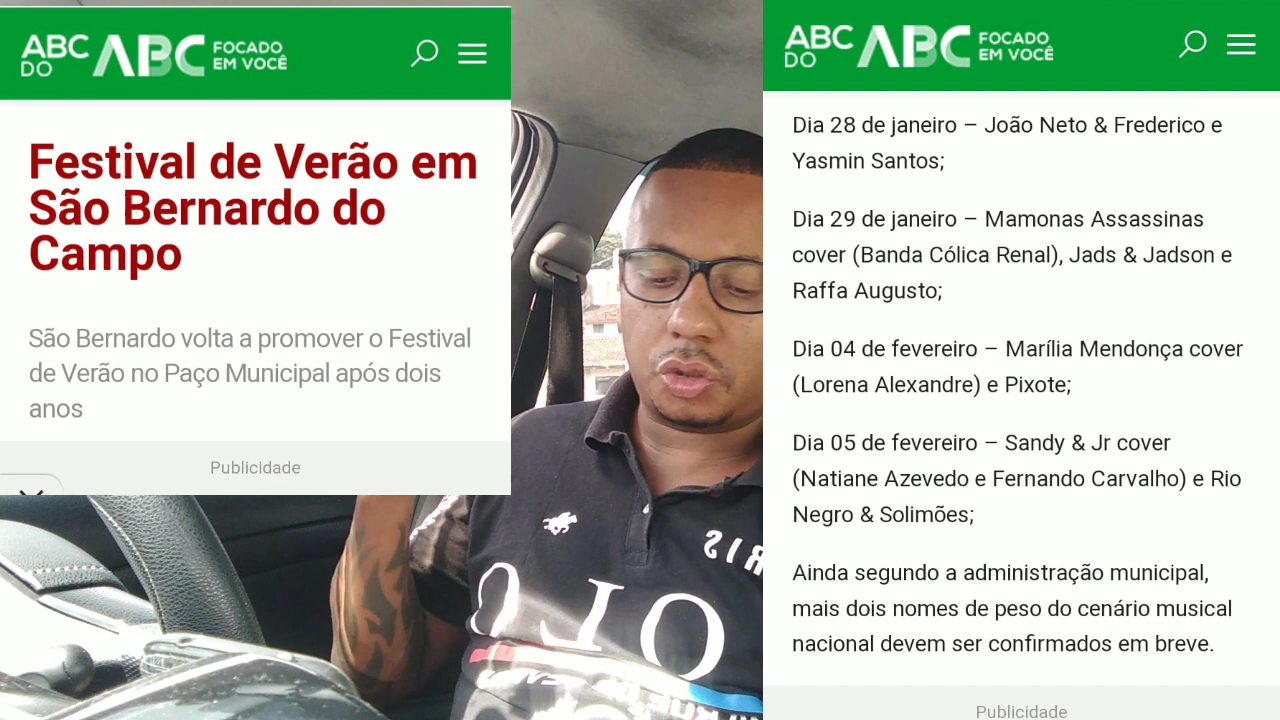 ABC
DO
ABC
FOCADO
EM VOCÊ
Festival de Verão em
São Bernardo do
Campo
São Bernardo volta a promover o Festival
de Verão no Paço Municipal após dois
anos
Publicidade
ABC
DO
ABC
FOCADO
EM VOCÊ
Dia 28 de janeiro – João Neto & Frederico e
Yasmin Santos;
Dia 29 de janeiro – Mamonas Assassinas
cover (Banda Cólica Renal), Jads & Jadson e
Raffa Augusto;
Dia 04 de fevereiro – Marília Mendonça cover
(Lorena Alexandre) e Pixote;
Dia 05 de fevereiro – Sandy & Jr cover
(Natiane Azevedo e Fernando Carvalho) e Rio
Negro & Solimões;
Ainda segundo a administração municipal,
mais dois nomes de peso do cenário musical
nacional devem ser confirmados em breve.
Publicidade